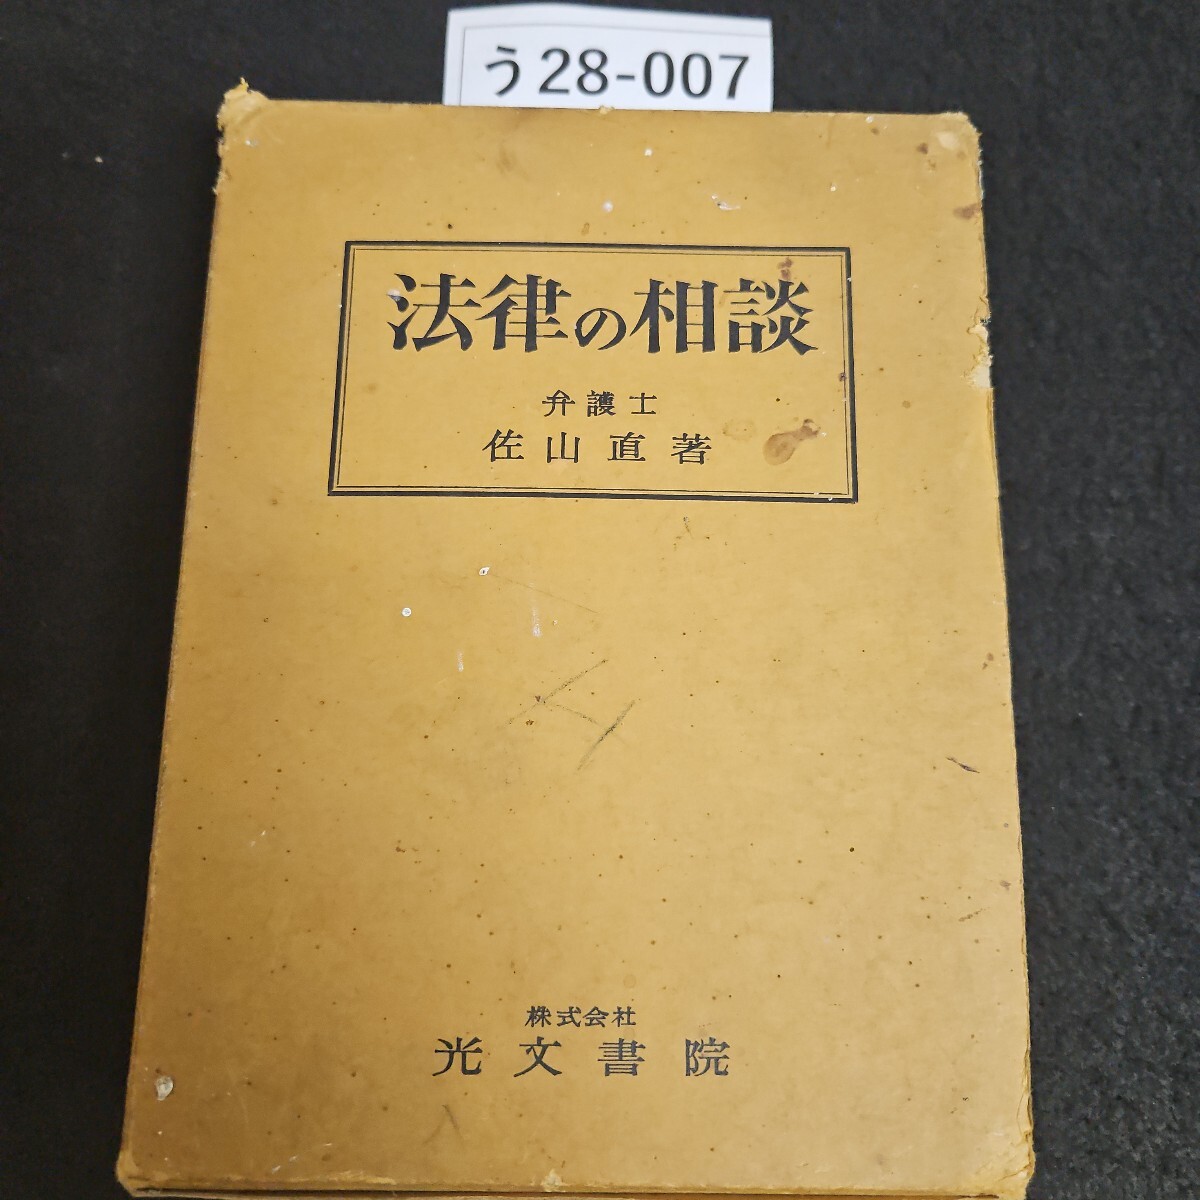 う28-007
法律の相談
弁護士
佐山直著
株式会社
光文書院